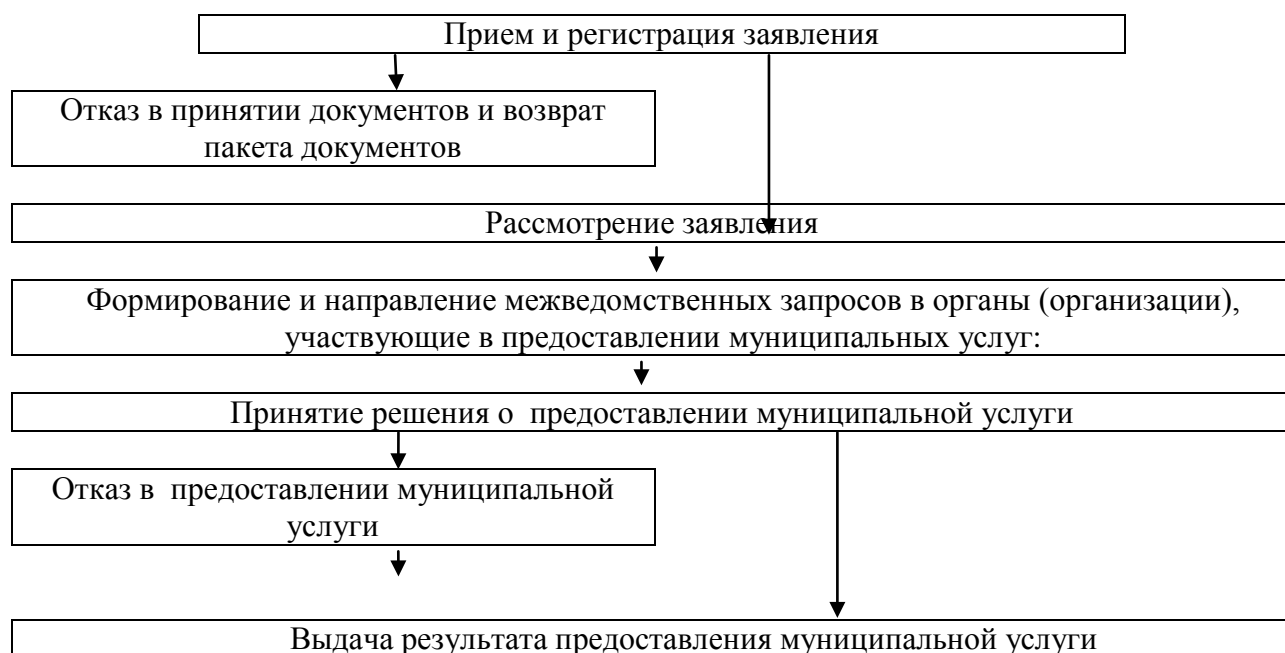 Прием и регистрация заявления
Отказ в принятии документов и возврат
пакета документов
Рассмотрение заявления
Формирование и направление межведомственных запросов в органы (организации),
участвующие в предоставлении муниципальных услуг:
Принятие решения о  предоставлении муниципальной услуги
Отказ в  предоставлении муниципальной
услуги
Выдача результата предоставления муниципальной услуги